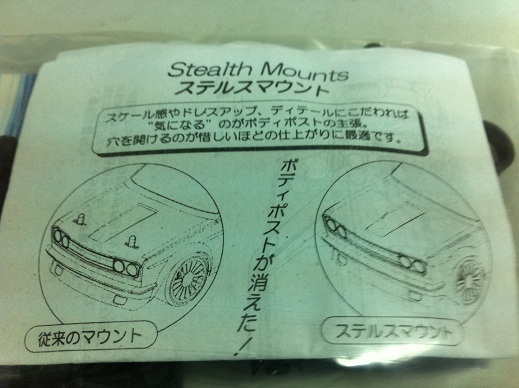 Stealth Mounts
ステルスマウント
スケール感やドレスアップ、ディテールにこだわれば
"気になる" のがボディポストの主張。
穴を開けるのが惜しいほどの仕上がりに最適です。
ボディポストが消えた!
従来のマウント
ステルスマウント